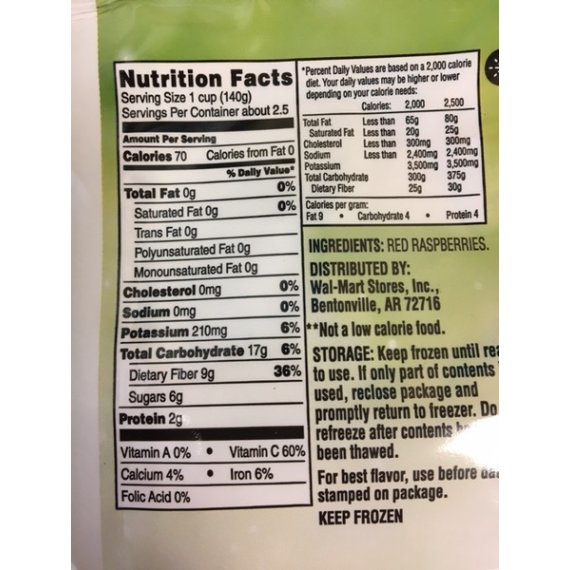 Nutrition Facts
Serving Size 1 cup (140g)
Servings Per Container about 2.5
Amount Per Serving
Calories 70 Calories from Fat 0
% Daily Value*
Total Fat 0g 0%
Saturated Fat 0g 0%
Trans Fat 0g
Polyunsaturated Fat 0g
Monounsaturated Fat 0g
Cholesterol 0mg 0%
Sodium 0mg 0%
Potassium 210mg 6%
Total Carbohydrate 17g 6%
Dietary Fiber 9g 36%
Sugars 6g
Protein 2g
Vitamin A 0% • Vitamin C 60%
Calcium 4% • Iron 6%
Folic Acid 0%
*Percent Daily Values are based on a 2,000 calorie
diet. Your daily values may be higher or lower
depending on your calorie needs:
Calories: 2,000 2,500
Total Fat Less than 65g 80g
Saturated Fat Less than 20g 25g
Cholesterol Less than 300mg 300mg
Sodium Less than 2,400mg 2,400mg
Potassium 3,500mg 3,500mg
Total Carbohydrate 300g 375g
Dietary Fiber 25g 30g
Calories per gram:
Fat 9 • Carbohydrate 4 • Protein 4
INGREDIENTS: RED RASPBERRIES.
DISTRIBUTED BY:
Wal-Mart Stores, Inc.,
Bentonville, AR 72716
**Not a low calorie food.
STORAGE: Keep frozen until
to use. If only part of contents
used, reclose package and
promptly return to freezer. Do
refreeze after contents
been thawed.
For best flavor, use before
stamped on package.
KEEP FROZEN